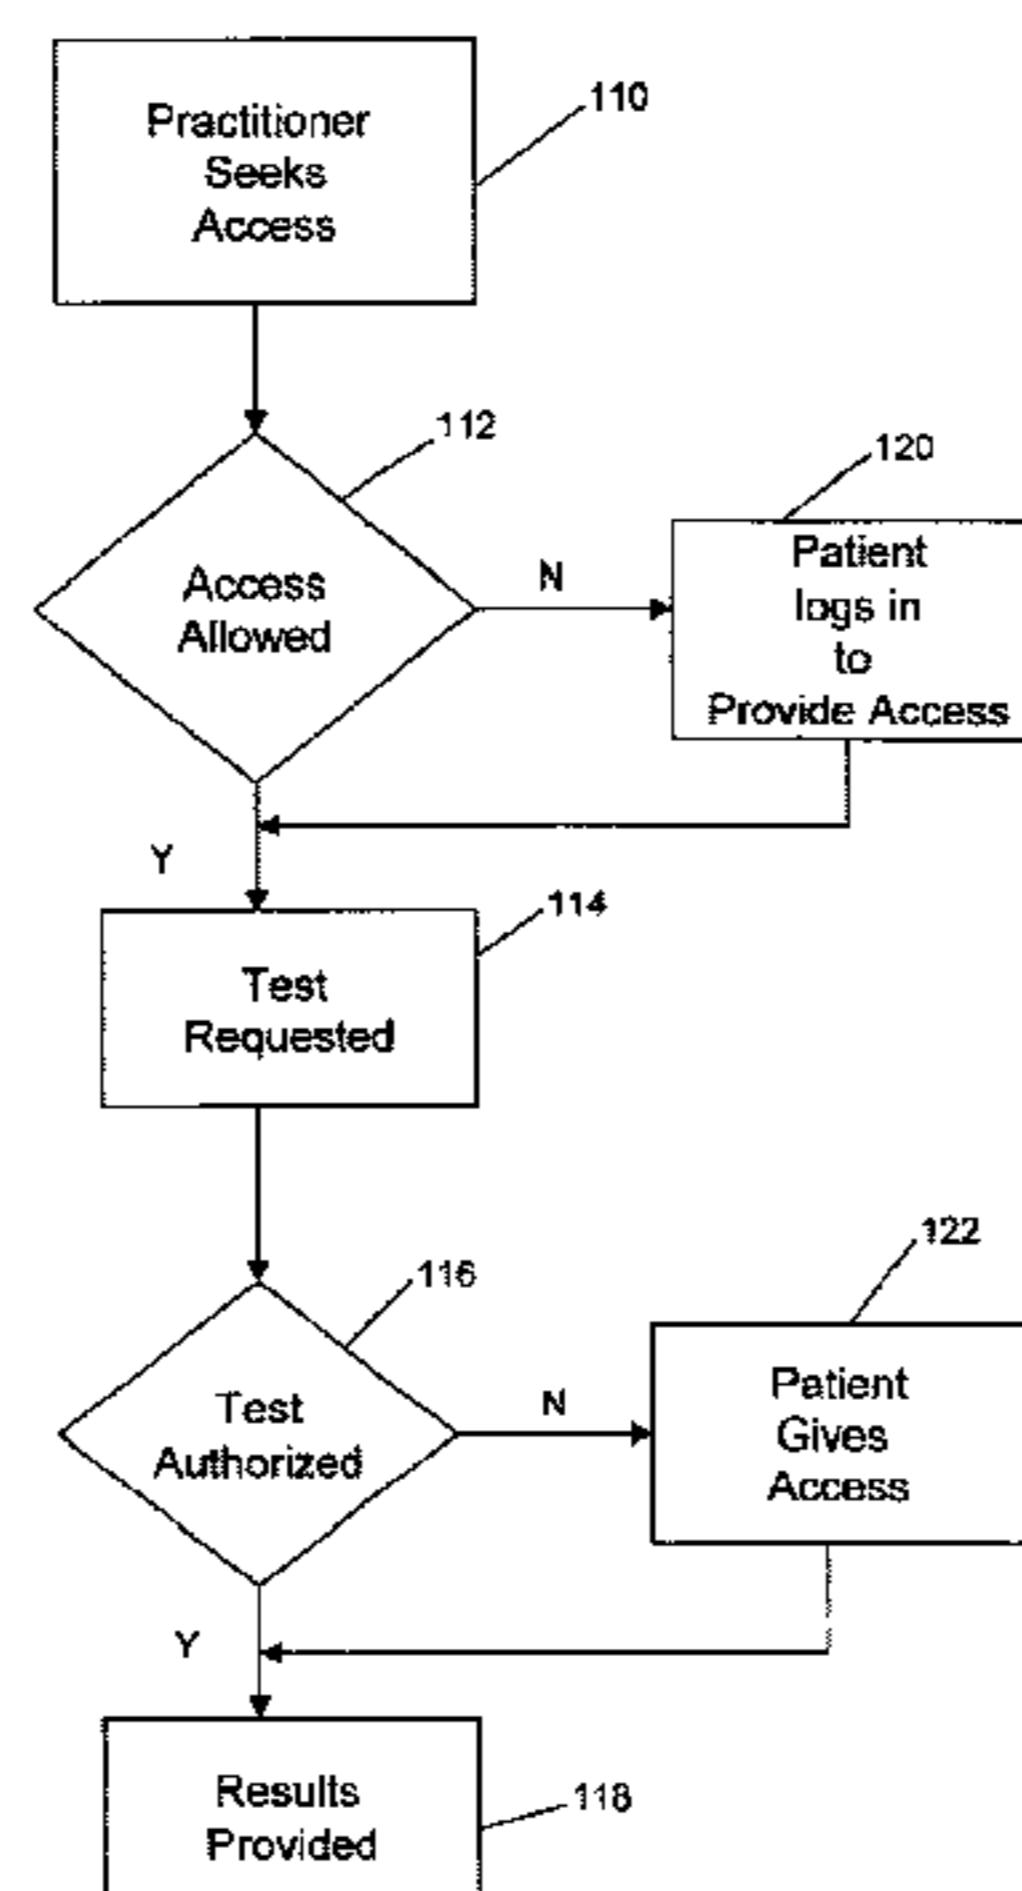 Practitioner
Seeks
Access
110
112
Access
Allowed
N
120
Patient
logs in
to
Provide Access
Y
114
Test
Requested
116
Test
Authorized
N
122
Patient
Gives
Access
Y
Results
Provided
118